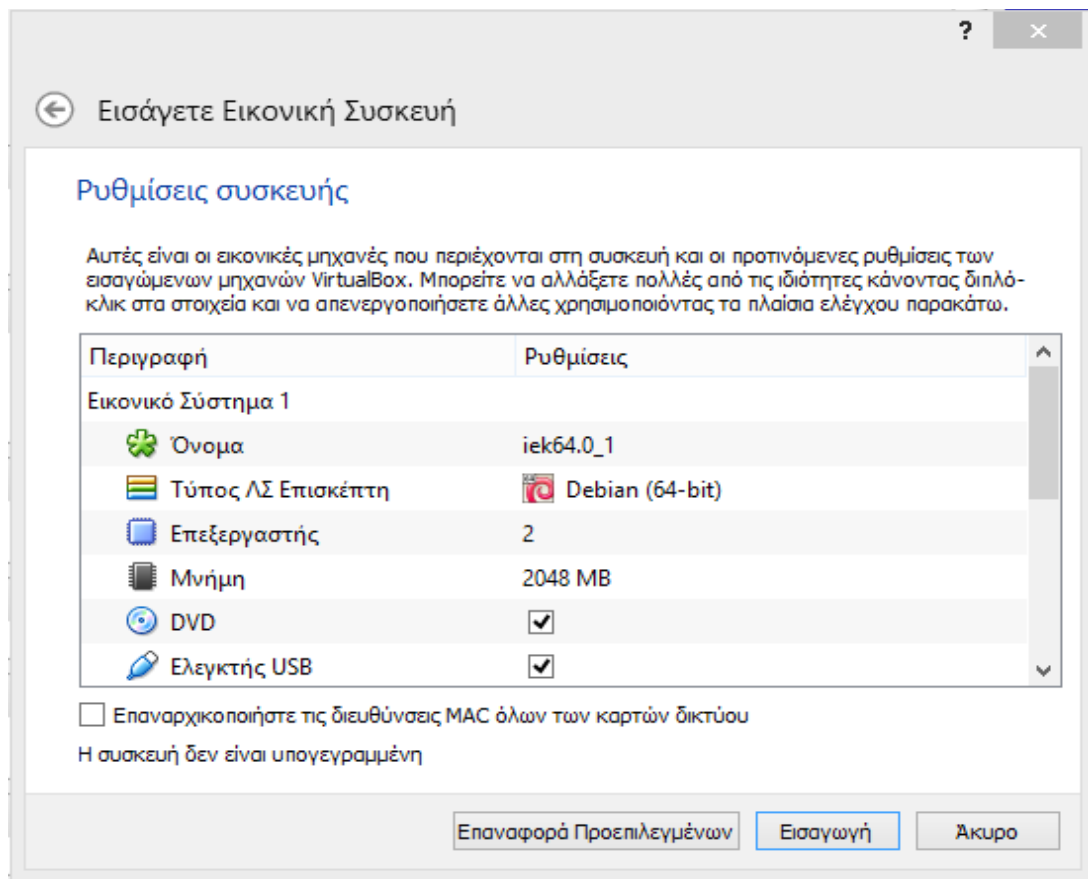 ?
Εισάγετε Εικονική Συσκευή
Ρυθμίσεις συσκευής
Αυτές είναι οι εικονικές μηχανές που περιέχονται στη συσκευή και οι προτινόμενες ρυθμίσεις των
εισαγώμενων μηχανών VirtualBox. Μπορείτε να αλλάξετε πολλές από τις ιδιότητες κάνοντας διπλό-
κλικ στα στοιχεία και να απενεργοποιήσετε άλλες χρησιμοποιόντας τα πλαίσια ελέγχου παρακάτω.
Περιγραφή Ρυθμίσεις
Εικονικό Σύστημα 1
Όνομα iek64.0_1
Τύπος ΛΣ Επισκέπτη Debian (64-bit)
Επεξεργαστής 2
Μνήμη 2048 MB
DVD
Ελεγκτής USB
Επαναρχικοποιήστε τις διευθύνσεις MAC όλων των καρτών δικτύου
Η συσκευή δεν είναι υπογεγραμμένη
Επαναφορά Προεπιλεγμένων Εισαγωγή Άκυρο